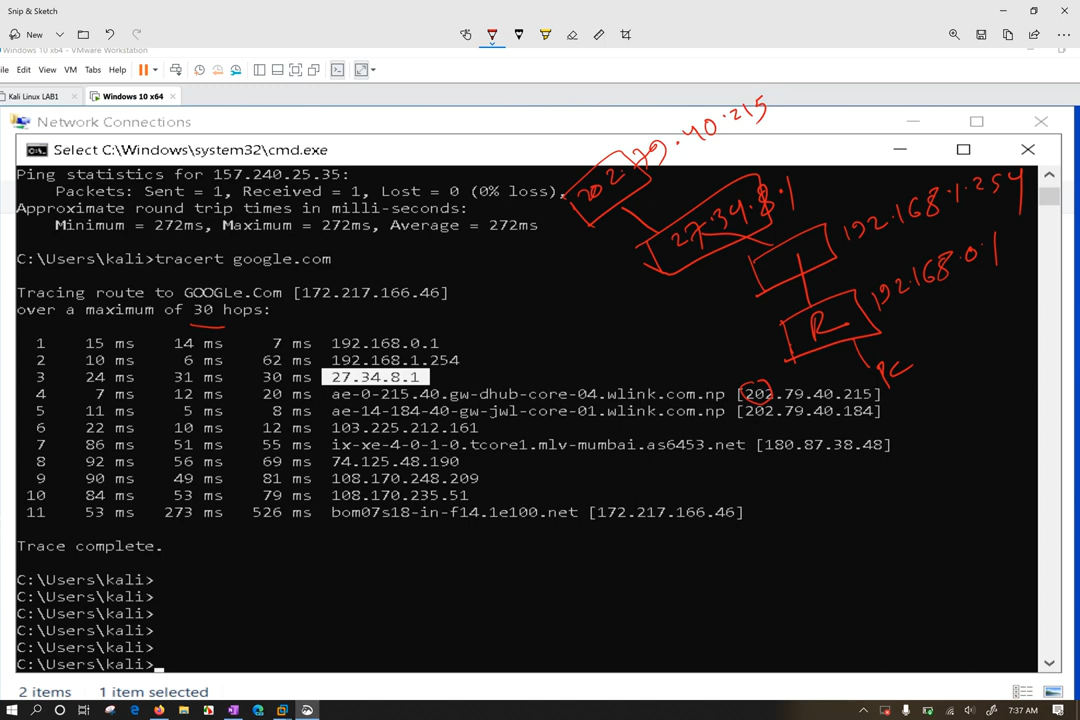 Snip & Sketch
New
Windows 10 x64 - VMware Workstation
ile Edit View VM Tabs Help
Kali Linux LAB1 Windows 10 x64
Network Connections
Select C:\Windows\system32\cmd.exe
Ping statistics for 157.240.25.35:
Packets: Sent = 1, Received = 1, Lost = 0 (0% loss),
Approximate round trip times in milli-seconds:
Minimum = 272ms, Maximum = 272ms, Average = 272ms
202.79.40.215
27.34.8.1
192.168.1.254
192.168.0.1
R
PC
C:\Users\kali>tracert google.com
Tracing route to GOOGLe.Com [172.217.166.46]
over a maximum of 30 hops:
1 15 ms 14 ms 7 ms 192.168.0.1
2 10 ms 6 ms 62 ms 192.168.1.254
3 24 ms 31 ms 30 ms 27.34.8.1
4 7 ms 12 ms 20 ms ae-0-215.40.gw-dhub-core-04.wlink.com.np [202.79.40.215]
5 11 ms 5 ms 8 ms ae-14-184-40-gw-jwl-core-01.wlink.com.np [202.79.40.184]
6 22 ms 10 ms 12 ms 103.225.212.161
7 86 ms 51 ms 55 ms ix-xe-4-0-1-0.tcore1.mlv-mumbai.as6453.net [180.87.38.48]
8 92 ms 56 ms 69 ms 74.125.48.190
9 90 ms 49 ms 81 ms 108.170.248.209
10 84 ms 53 ms 79 ms 108.170.235.51
11 53 ms 273 ms 526 ms bom07s18-in-f14.1e100.net [172.217.166.46]
Trace complete.
C:\Users\kali>
C:\Users\kali>
C:\Users\kali>
C:\Users\kali>
C:\Users\kali>
C:\Users\kali>
2 items 1 item selected
7:37 AM